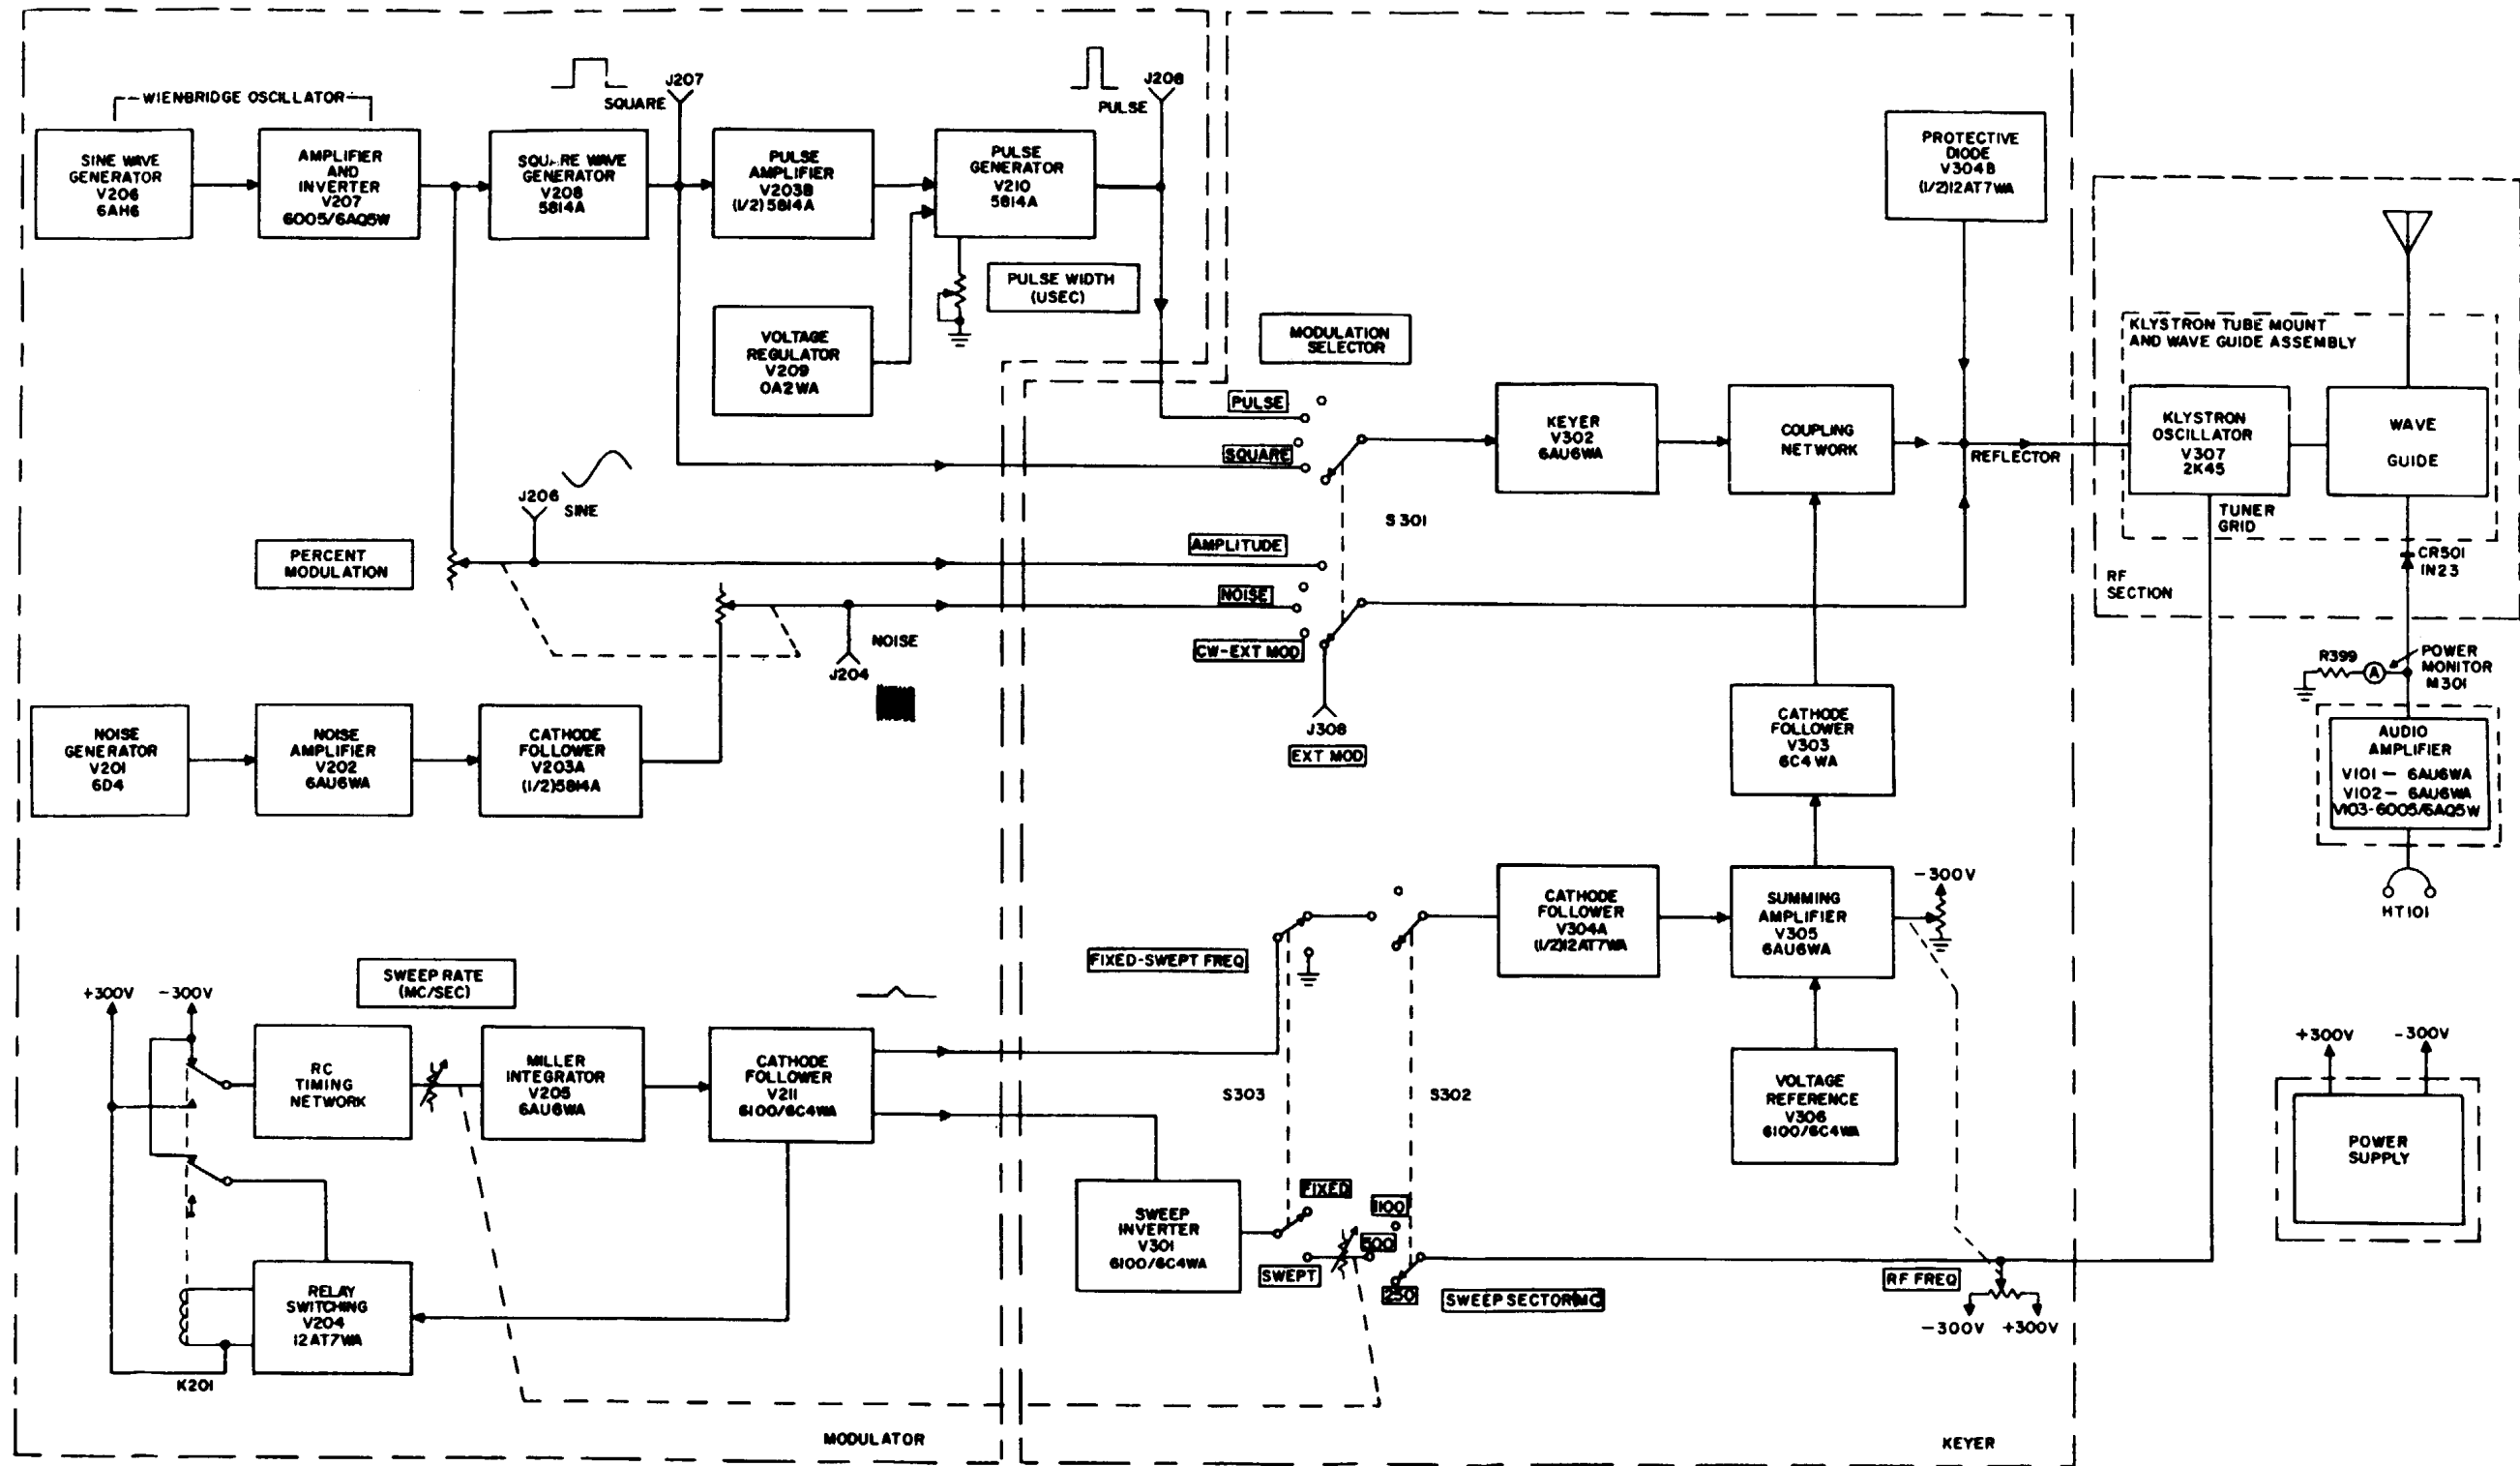 WIENBRIDGE OSCILLATOR
SINE WAVE
GENERATOR
V206
6AH6
AMPLIFIER
AND
INVERTER
V207
6005/6AQ5W
SQUARE WAVE
GENERATOR
V208
5814A
J207
SQUARE
PULSE
AMPLIFIER
V203B
(1/2) 5814A
PULSE
GENERATOR
V210
5814A
J208
PULSE
PULSE WIDTH
(USEC)
VOLTAGE
REGULATOR
V209
OA2WA
PROTECTIVE
DIODE
V304B
(1/2)12AT7WA
MODULATION
SELECTOR
PULSE
SQUARE
AMPLITUDE
NOISE
CW-EXT MOD
S301
J308
EXT MOD
KEYER
V302
6AU6WA
COUPLING
NETWORK
REFLECTOR
KLYSTRON TUBE MOUNT
AND WAVE GUIDE ASSEMBLY
KLYSTRON
OSCILLATOR
V307
2K45
WAVE
GUIDE
TUNER
GRID
CR501
IN23
RF
SECTION
J206
SINE
PERCENT
MODULATION
NOISE
J204
NOISE
GENERATOR
V201
6D4
NOISE
AMPLIFIER
V202
6AU6WA
CATHODE
FOLLOWER
V203A
(1/2)5814A
CATHODE
FOLLOWER
V303
6C4WA
R399
A
POWER
MONITOR
M301
AUDIO
AMPLIFIER
V101 - 6AU6WA
V102 - 6AU6WA
V103-6005/6AQ5W
HT101
FIXED-SWEPT FREQ
CATHODE
FOLLOWER
V304A
(1/2)12AT7WA
SUMMING
AMPLIFIER
V305
6AU6WA
-300V
+300V
-300V
SWEEP RATE
(MC/SEC)
RC
TIMING
NETWORK
MILLER
INTEGRATOR
V205
6AU6WA
CATHODE
FOLLOWER
V211
6100/6C4WA
S303
S302
VOLTAGE
REFERENCE
V306
6100/6C4WA
+300V
-300V
POWER
SUPPLY
RELAY
SWITCHING
V204
12AT7WA
K201
SWEEP
INVERTER
V301
6100/6C4WA
FIXED
SWEPT
1100
500
250
SWEEP SECTOR(MC)
RF FREQ
-300V
+300V
MODULATOR
KEYER